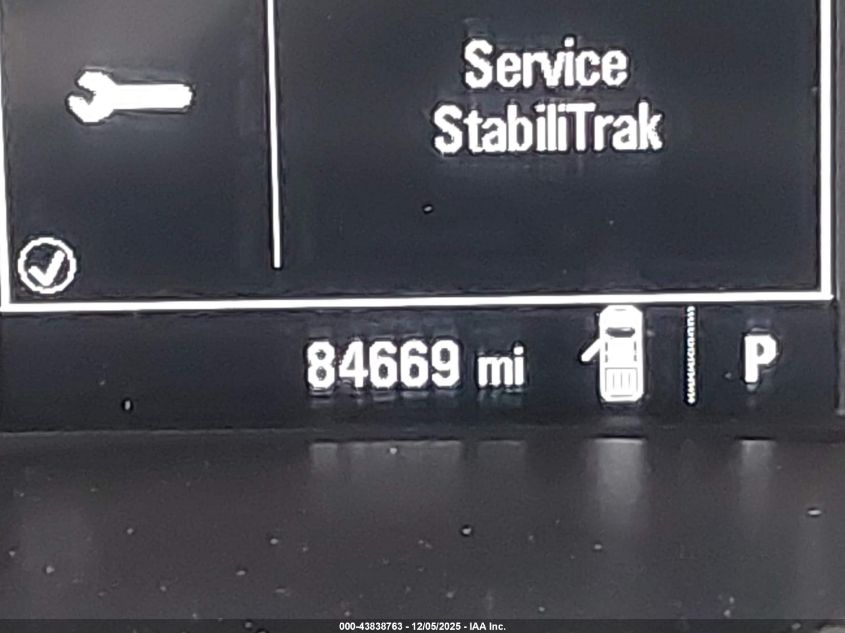 Service
StabiliTrak
84669 mi
P
000-43838763 - 12/05/2025 - IAA Inc.